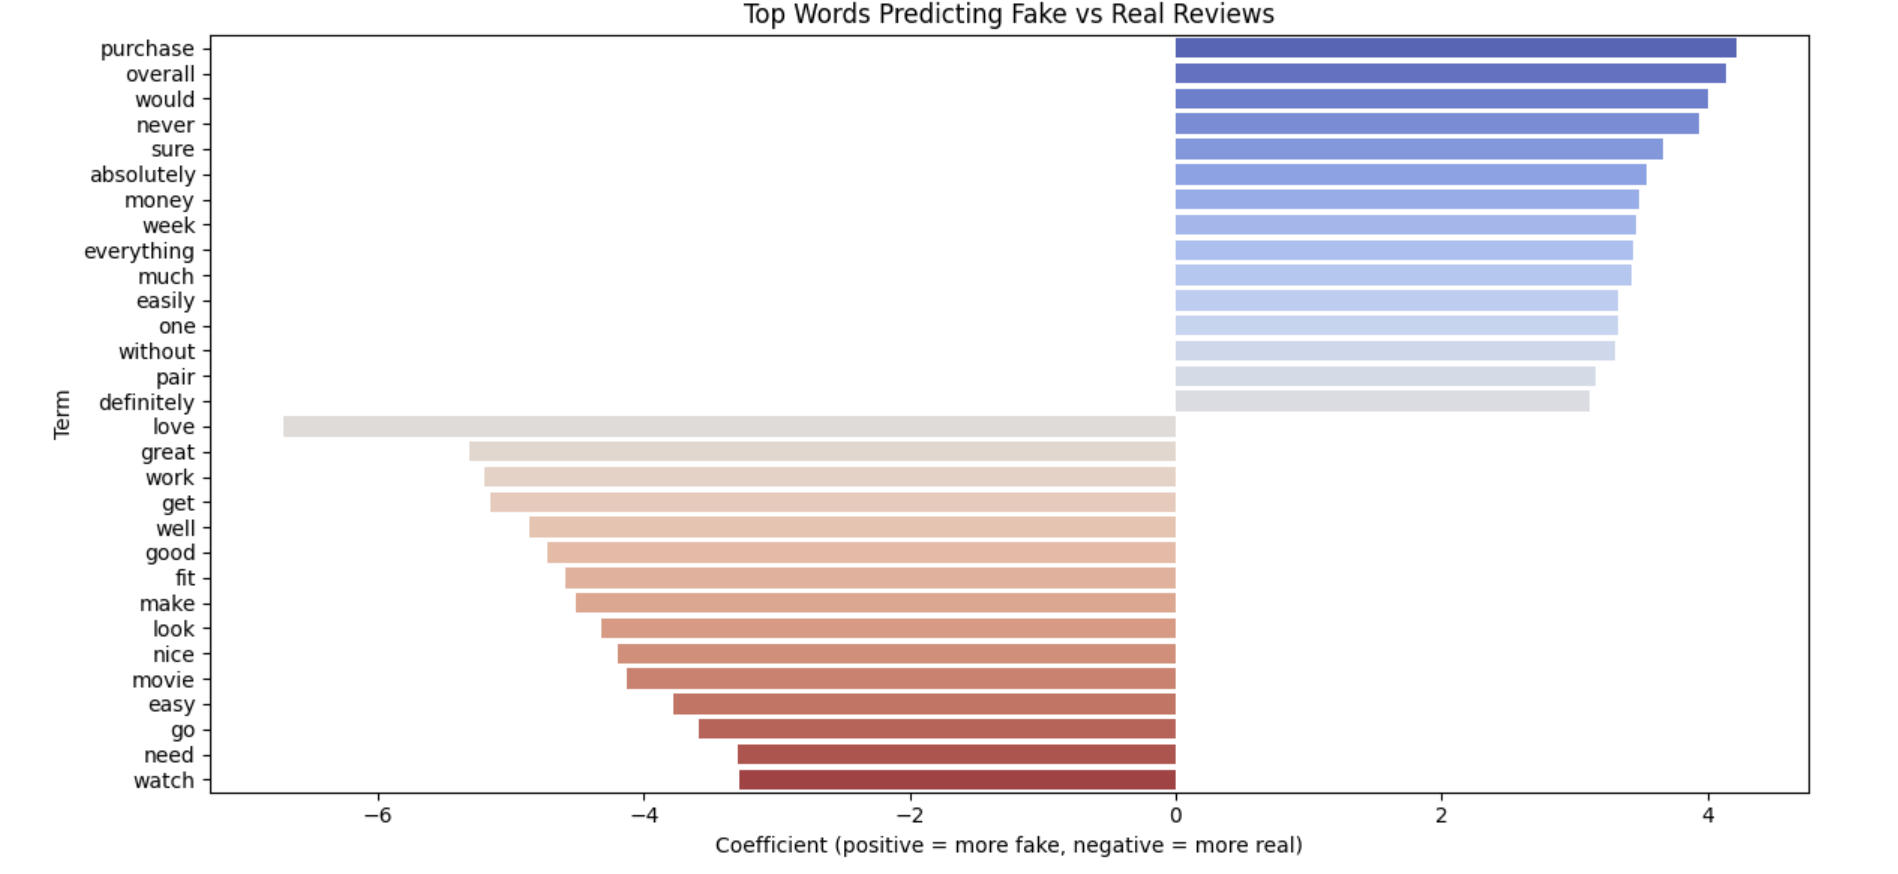 Top Words Predicting Fake vs Real Reviews
purchase
overall
would
never
sure
absolutely
money
week
everything
much
easily
one
without
pair
definitely
love
great
work
get
well
good
fit
make
look
nice
movie
easy
go
need
watch
Term
−6 −4 −2 0 2 4
Coefficient (positive = more fake, negative = more real)